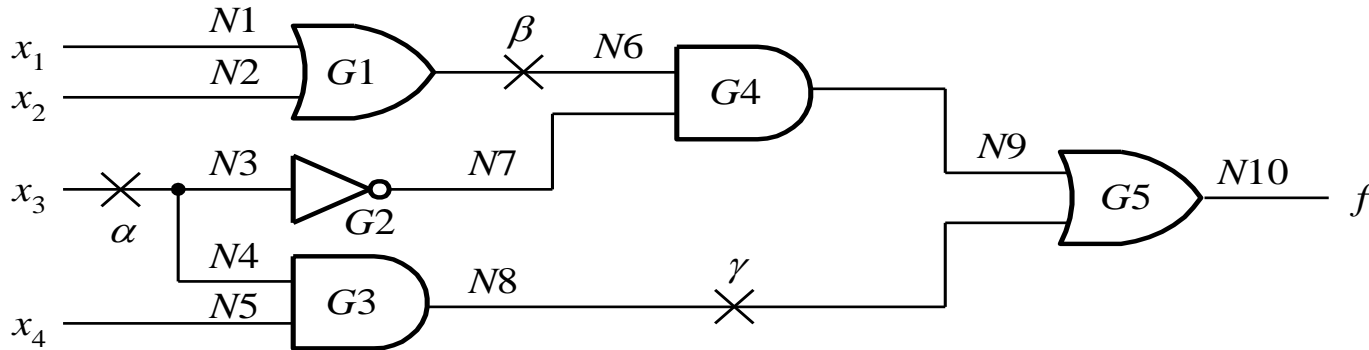 x₁ N1 G1 β N6 G4
x₂ N2
N9 G5 N10 f
x₃ α N3 G2 N7
N4 G3 N8 γ
x₄ N5